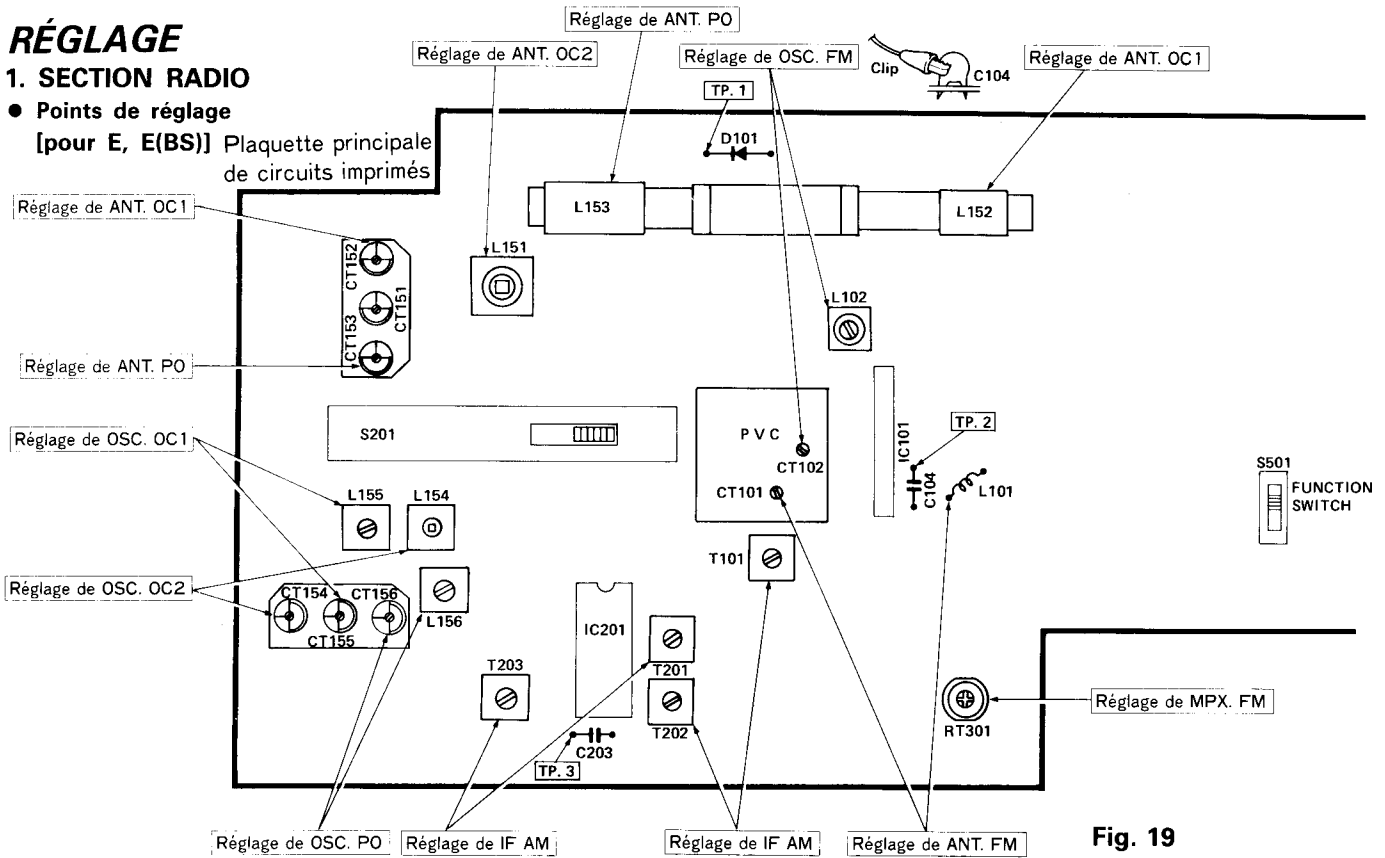 RÉGLAGE
1. SECTION RADIO
● Points de réglage
[pour E, E(BS)] Plaquette principale
de circuits imprimés
Réglage de ANT. PO
Réglage de ANT. OC2
Réglage de OSC. FM
Clip
C104
Réglage de ANT. OC1
TP. 1
D101
L153
L152
Réglage de ANT. OC1
L151
CT152
CT151
CT153
L102
Réglage de ANT. PO
S201
PVC
CT102
CT101
IC101
TP. 2
C104
L101
S501
FUNCTION
SWITCH
Réglage de OSC. OC1
L155
L154
T101
Réglage de OSC. OC2
CT154
CT156
CT155
L156
IC201
T201
T203
T202
C203
TP. 3
RT301
Réglage de MPX. FM
Réglage de OSC. PO
Réglage de IF AM
Réglage de IF AM
Réglage de ANT. FM
Fig. 19